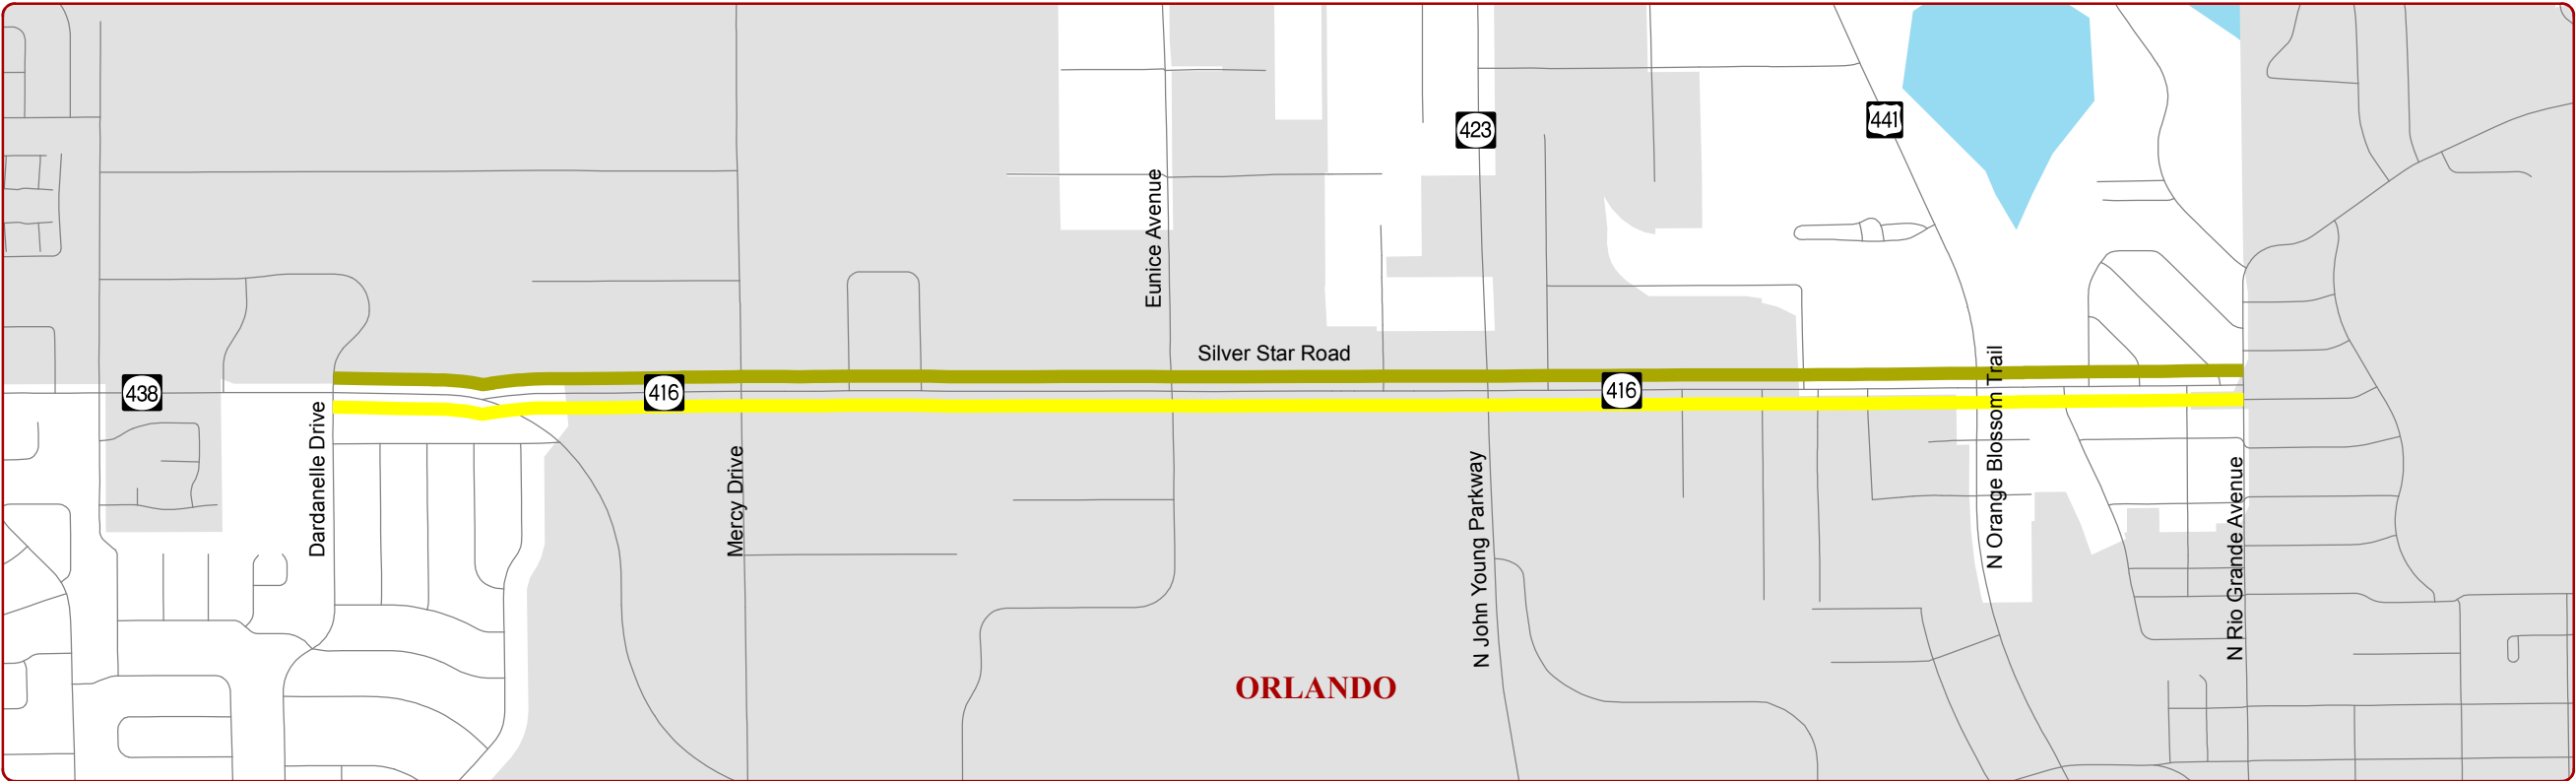 423
441
Eunice Avenue
Silver Star Road
438
416
416
Dardanelle Drive
Mercy Drive
N John Young Parkway
N Orange Blossom Trail
N Rio Grande Avenue
ORLANDO